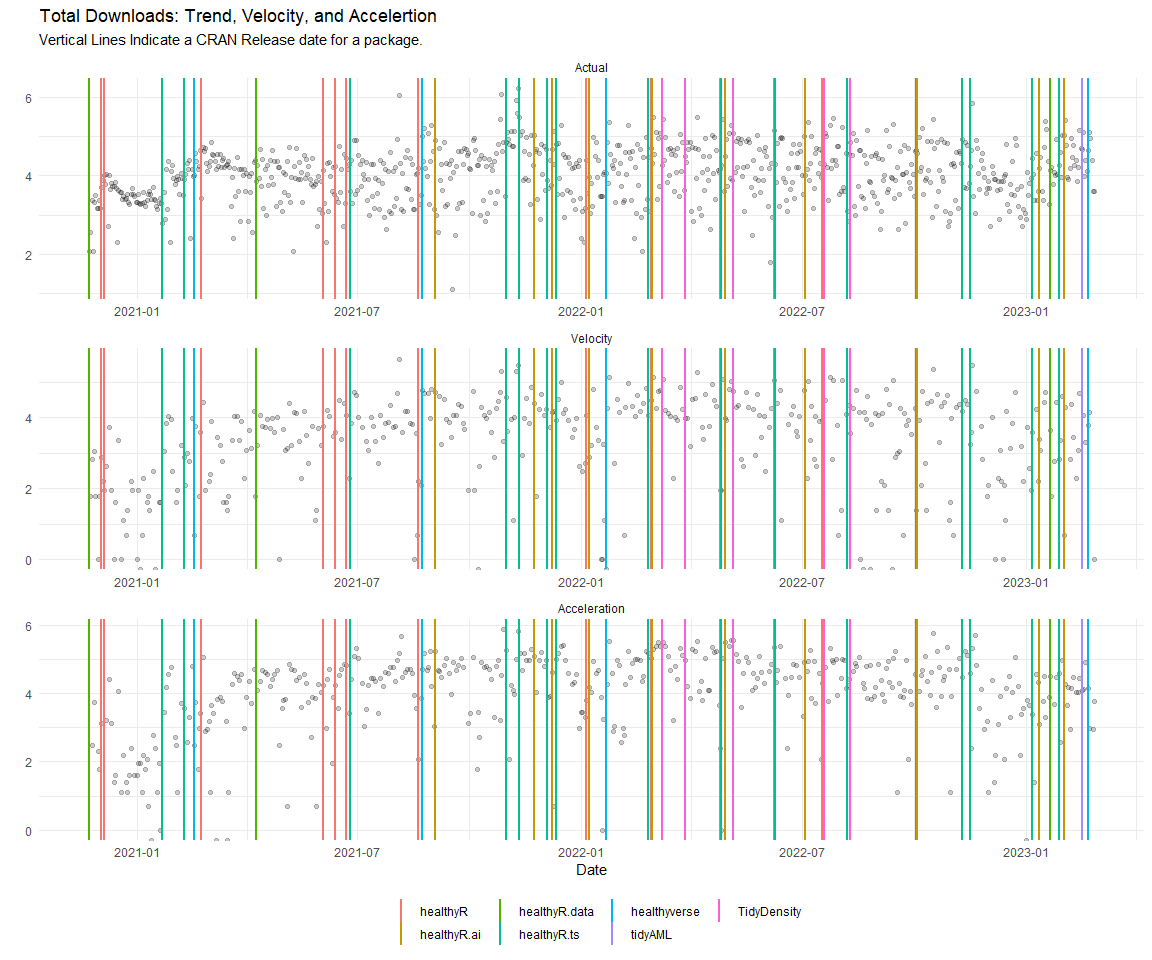 Total Downloads: Trend, Velocity, and Accelertion
Vertical Lines Indicate a CRAN Release date for a package.
Actual
6
4
2
2021-01 2021-07 2022-01 2022-07 2023-01
Velocity
4
2
0
2021-01 2021-07 2022-01 2022-07 2023-01
Acceleration
6
4
2
0
2021-01 2021-07 2022-01 2022-07 2023-01
Date
healthyR healthyR.data healthyverse TidyDensity
healthyR.ai healthyR.ts tidyAML